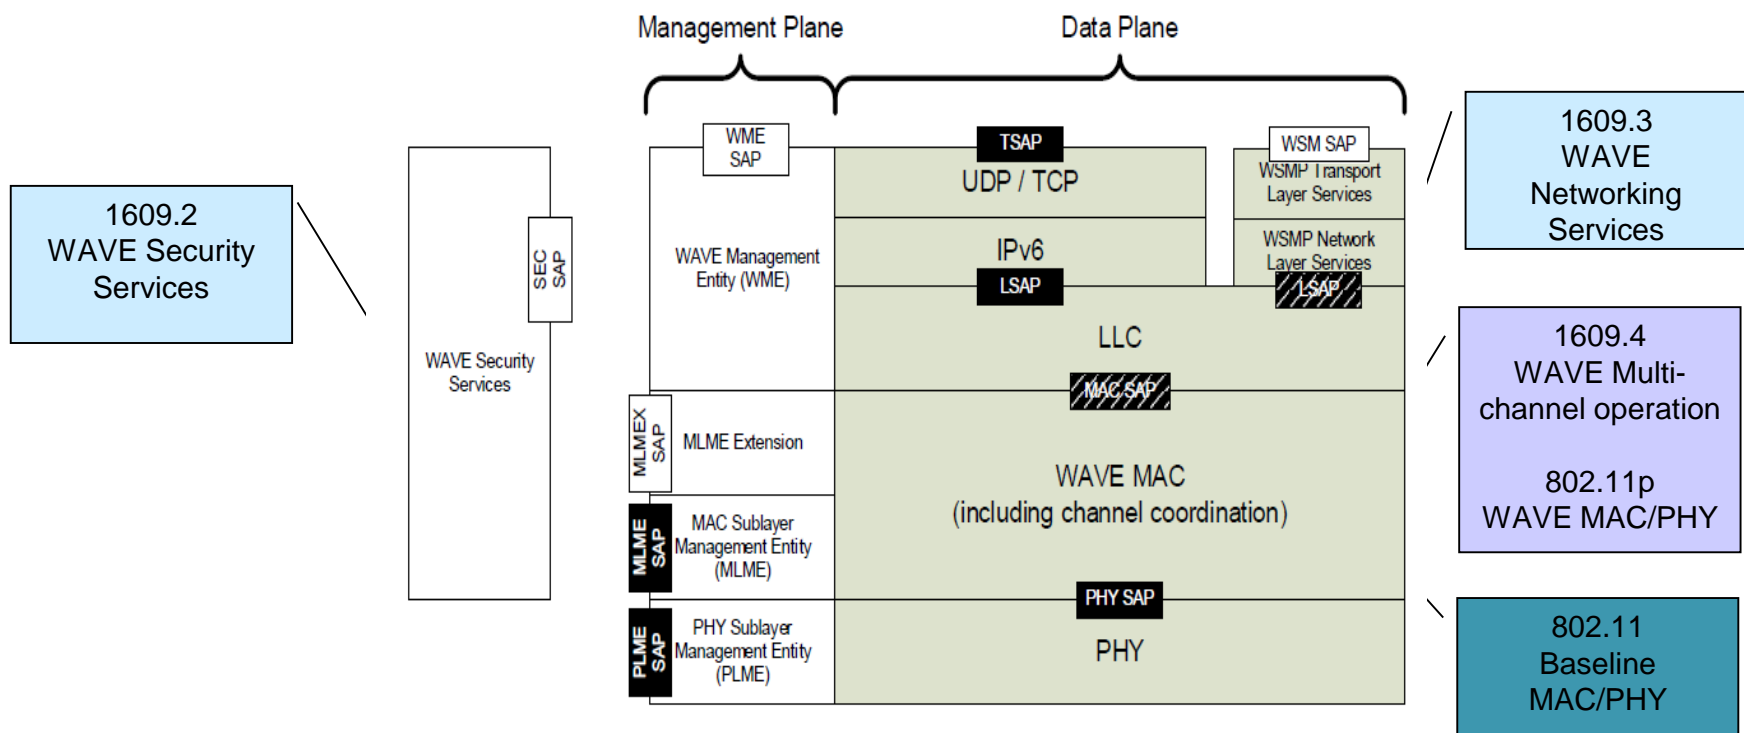 Management Plane
Data Plane
1609.2
WAVE Security
Services
SEC
SAP
WAVE Security
Services
WME
SAP
WAVE Management
Entity (WME)
MLMEX
SAP
MLME Extension
MLME
SAP
MAC Sublayer
Management Entity
(MLME)
PLME
SAP
PHY Sublayer
Management Entity
(PLME)
TSAP
UDP / TCP
IPv6
LSAP
WSM SAP
WSMP Transport
Layer Services
WSMP Network
Layer Services
LSAP
LLC
MAC SAP
WAVE MAC
(including channel coordination)
PHY SAP
PHY
1609.3
WAVE
Networking
Services
1609.4
WAVE Multi-
channel operation
802.11p
WAVE MAC/PHY
802.11
Baseline
MAC/PHY